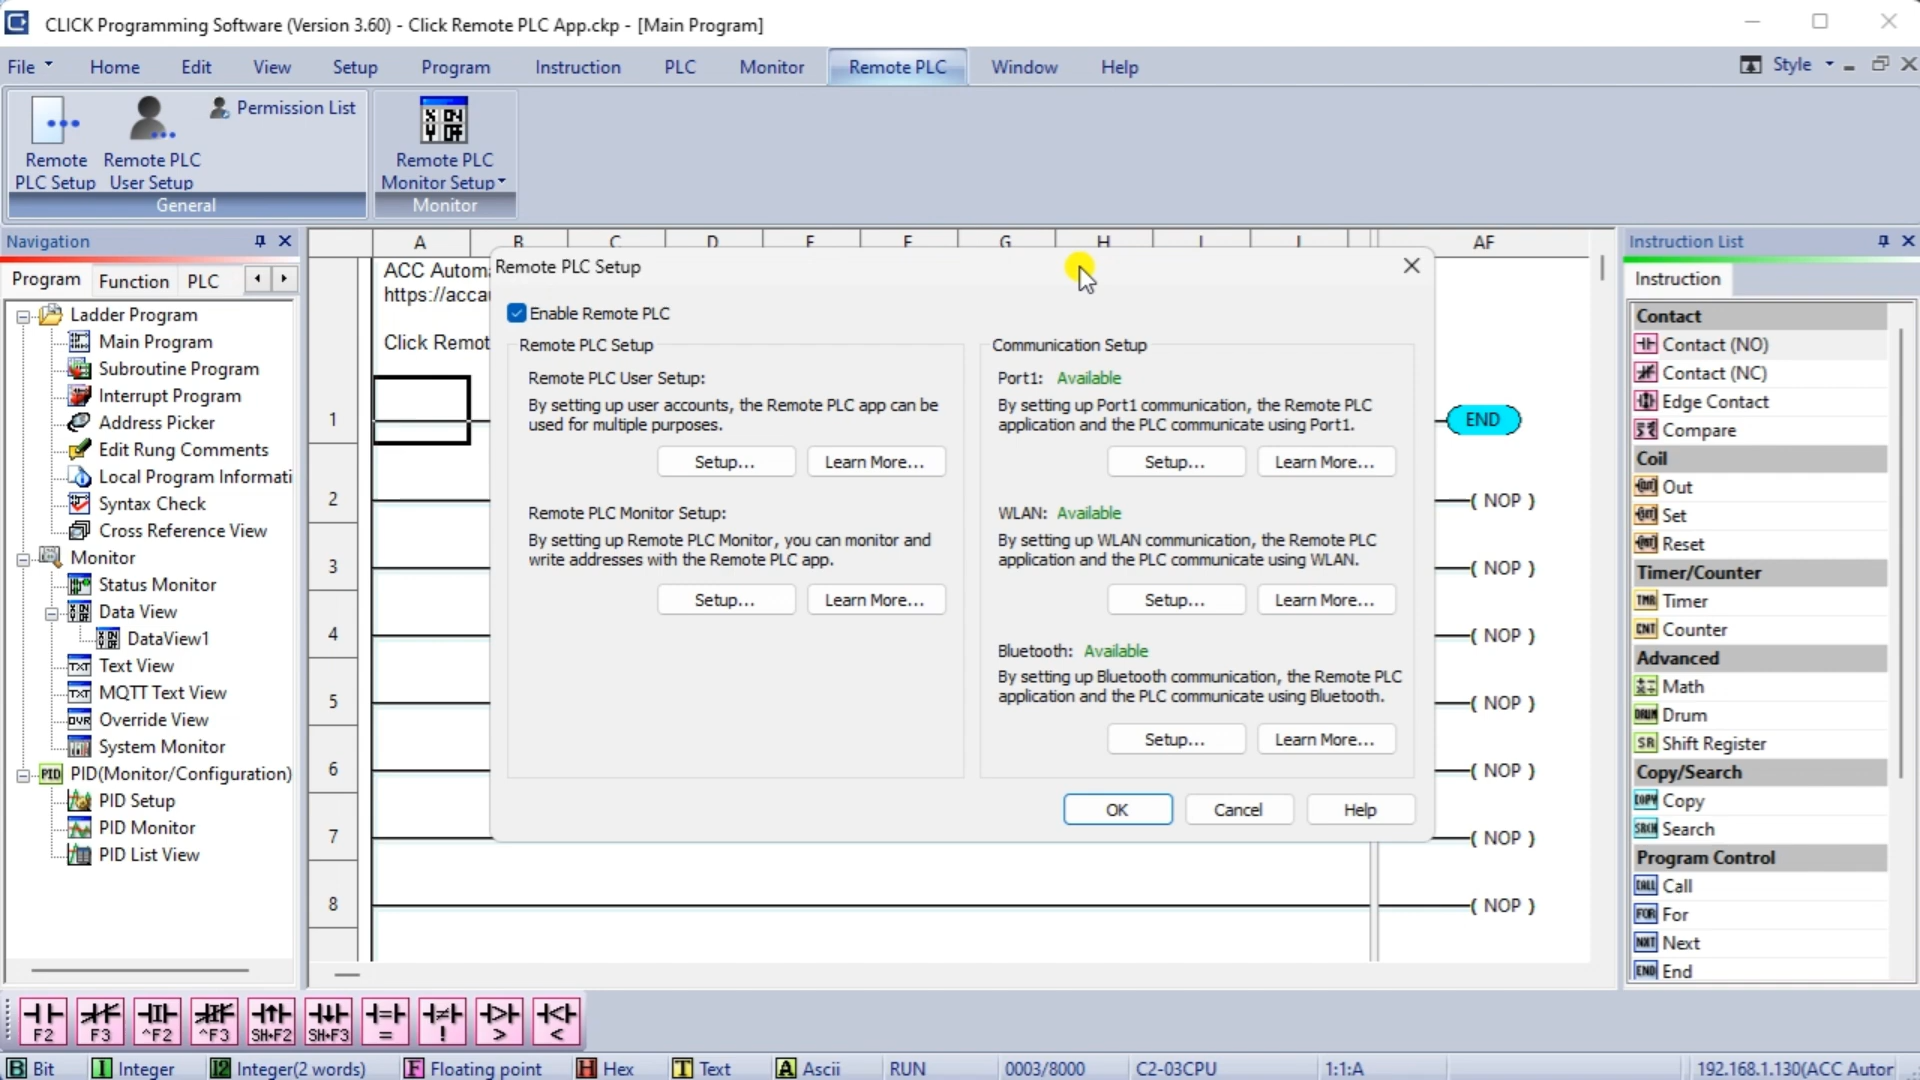 CLICK Programming Software (Version 3.60) - Click Remote PLC App.ckp - [Main Program]
File Home Edit View Setup Program Instruction PLC Monitor Remote PLC Window Help Style
Remote PLC Setup
Remote PLC User Setup
Permission List
General
Remote PLC Monitor Setup
Monitor
Navigation
Program Function PLC
Ladder Program
Main Program
Subroutine Program
Interrupt Program
Address Picker
Edit Rung Comments
Local Program Informati
Syntax Check
Cross Reference View
Monitor
Status Monitor
Data View
DataView1
Text View
MQTT Text View
Override View
System Monitor
PID(Monitor/Configuration)
PID Setup
PID Monitor
PID List View
A B C D G H AF
ACC Automa
https://accau
Click Remot
1
2
3
4
5
6
7
8
END
( NOP )
( NOP )
( NOP )
( NOP )
( NOP )
( NOP )
( NOP )
Remote PLC Setup
Enable Remote PLC
Remote PLC Setup
Remote PLC User Setup:
By setting up user accounts, the Remote PLC app can be
used for multiple purposes.
Setup... Learn More...
Remote PLC Monitor Setup:
By setting up Remote PLC Monitor, you can monitor and
write addresses with the Remote PLC app.
Setup... Learn More...
Communication Setup
Port1: Available
By setting up Port1 communication, the Remote PLC
application and the PLC communicate using Port1.
Setup... Learn More...
WLAN: Available
By setting up WLAN communication, the Remote PLC
application and the PLC communicate using WLAN.
Setup... Learn More...
Bluetooth: Available
By setting up Bluetooth communication, the Remote PLC
application and the PLC communicate using Bluetooth.
Setup... Learn More...
OK Cancel Help
Instruction List
Instruction
Contact
Contact (NO)
Contact (NC)
Edge Contact
Compare
Coil
Out
Set
Reset
Timer/Counter
Timer
Counter
Advanced
Math
Drum
Shift Register
Copy/Search
Copy
Search
Program Control
Call
For
Next
End
F2 F3 ^F2 ^F3 SH+F2 SH+F3 = ! > <
B Bit I Integer I2 Integer(2 words) F Floating point H Hex T Text A Ascii RUN 0003/8000 C2-03CPU 1:1:A 192.168.1.130(ACC Autor